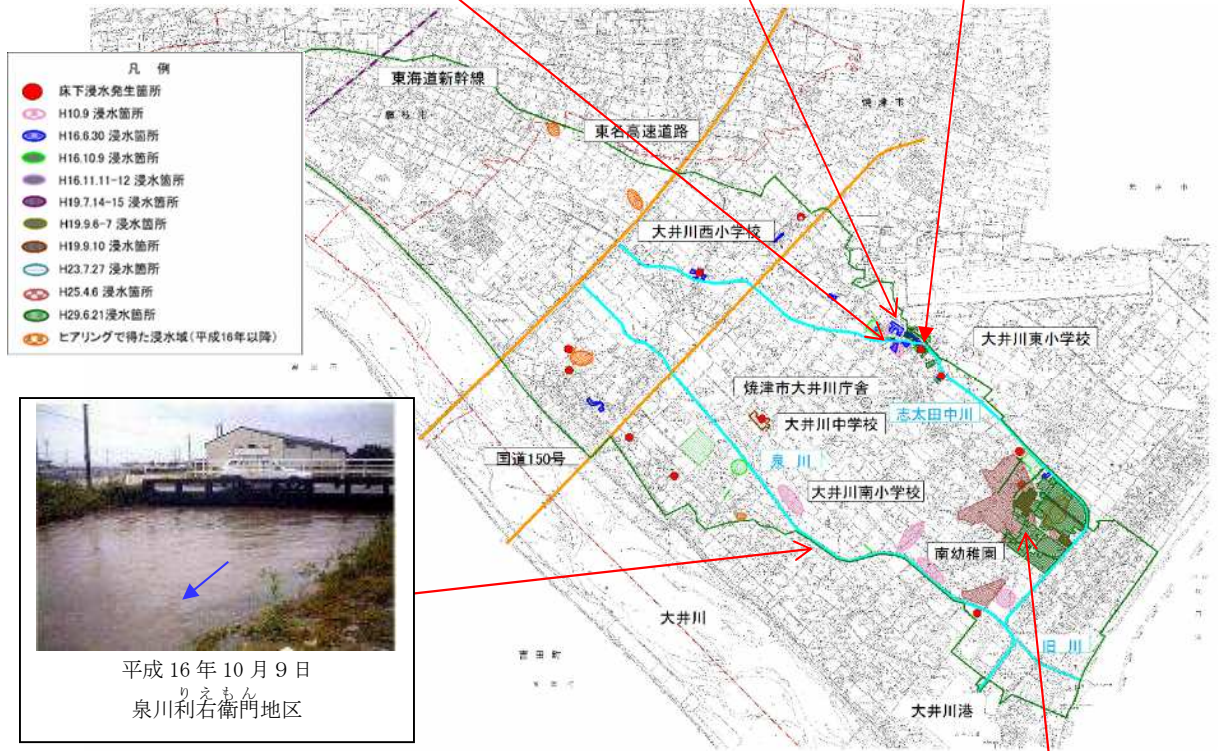 凡 例
床下浸水発生箇所
H10.9 浸水箇所
H16.6.30 浸水箇所
H16.10.9 浸水箇所
H16.11.11-12 浸水箇所
H19.7.14-15 浸水箇所
H19.9.6-7 浸水箇所
H19.9.10 浸水箇所
H23.7.27 浸水箇所
H25.4.6 浸水箇所
H29.6.21浸水箇所
ヒアリングで得た浸水域(平成16年以降)
東海道新幹線
焼津市
東名高速道路
大井川西小学校
大井川東小学校
焼津市大井川庁舎
志太田中川
大井川中学校
国道150号
泉 川
大井川南小学校
南幼稚園
大井川
吉田町
旧 川
大井川港
平成 16 年 10 月 9 日
りえもん
泉川利右衛門地区